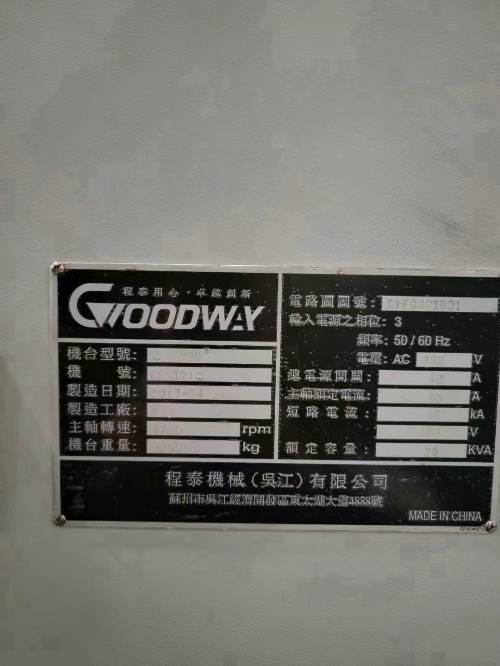 程泰用心·卓越創新
GOODWAY
機台型號:
機 號:
製造日期:
製造工廠:
主軸轉速: rpm
機台重量: kg
電路圖圖號:
輸入電源之相位: 3
頻率: 50/60 Hz
電壓: AC V
總電源開關: A
主軸額定電流: A
短路電流: kA
V
額定容量: 20 KVA
程泰機械(吳江)有限公司
蘇州市吳江經濟開發區東太湖大道4888號
MADE IN CHINA